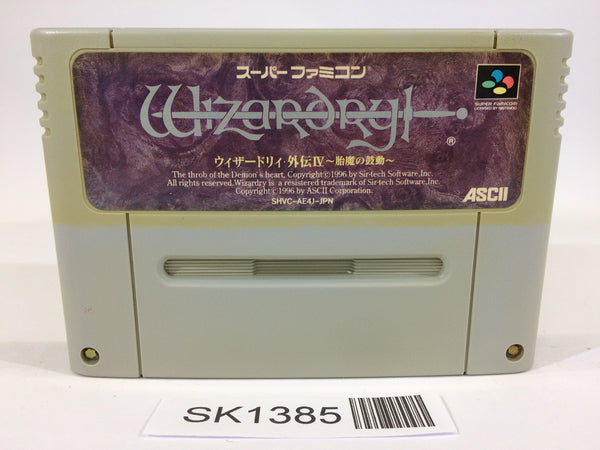 スーパーファミコン
Wizardry
®
SUPER FAMICOM
LICENSED BY NINTENDO
ウィザードリィ・外伝IV～胎魔の鼓動～
The throb of the Demon's heart, Copyright©1996 by Sir-tech Software,Inc.
All rights reserved.Wizardry is a registered trademark of Sir-tech Software,Inc.
Copyright©1996 by ASCII Corporation.
SHVC-AE4J-JPN
ASCII
SK1385